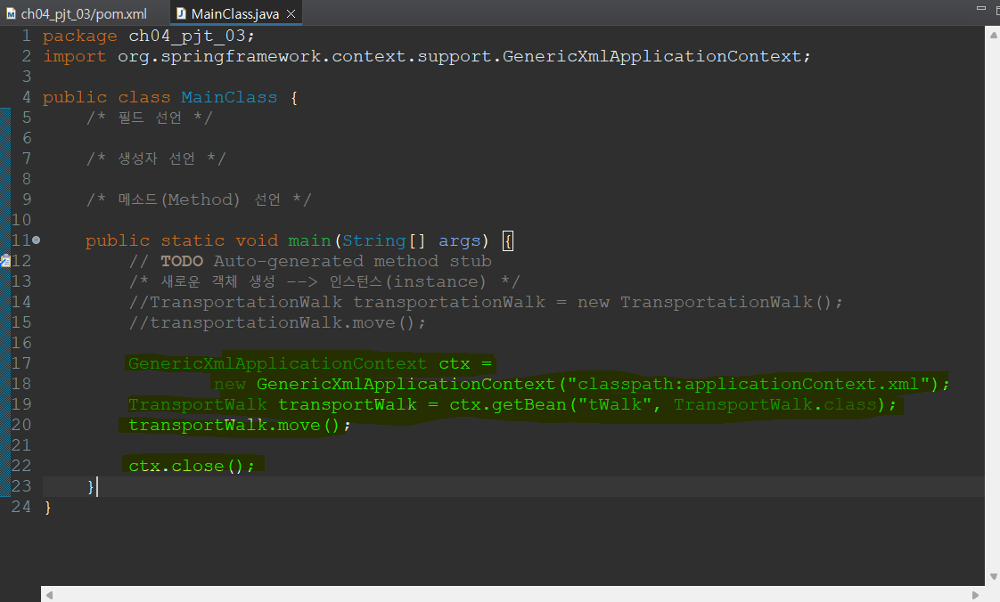 ch04_pjt_03/pom.xml MainClass.java
1 package ch04_pjt_03;
2 import org.springframework.context.support.GenericXmlApplicationContext;
3
4 public class MainClass {
5 /* 필드 선언 */
6
7 /* 생성자 선언 */
8
9 /* 메소드(Method) 선언 */
10
11 public static void main(String[] args) {
12 // TODO Auto-generated method stub
13 /* 새로운 객체 생성 --> 인스턴스(instance) */
14 //TransportationWalk transportationWalk = new TransportationWalk();
15 //transportationWalk.move();
16
17 GenericXmlApplicationContext ctx =
18 new GenericXmlApplicationContext("classpath:applicationContext.xml");
19 TransportWalk transportWalk = ctx.getBean("tWalk", TransportWalk.class);
20 transportWalk.move();
21
22 ctx.close();
23 }
24 }